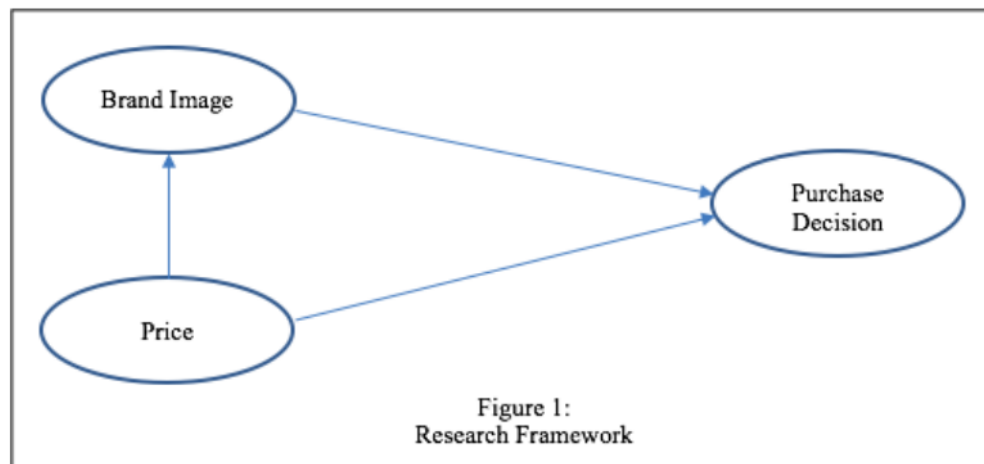 Brand Image
Purchase
Decision
Price
Figure 1:
Research Framework